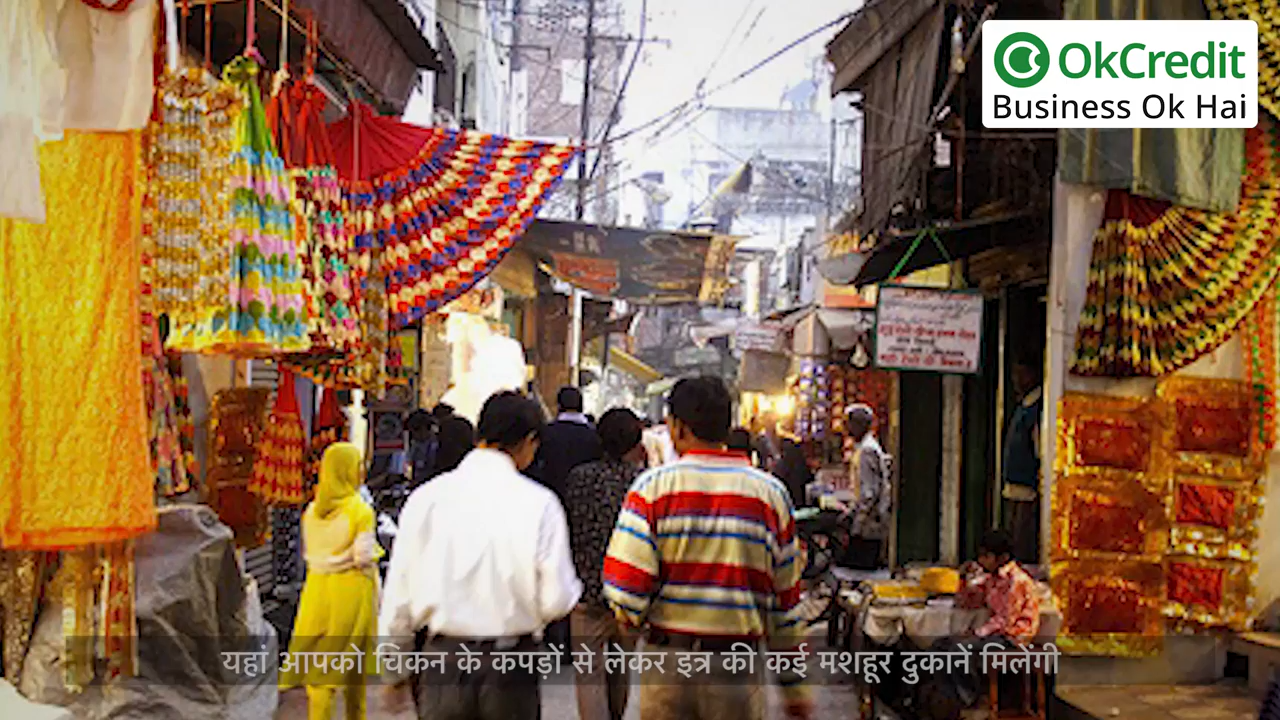 OkCredit
Business Ok Hai
यहां आपको चिकन के कपड़ों से लेकर इत्र की कई मशहूर दुकानें मिलेंगी